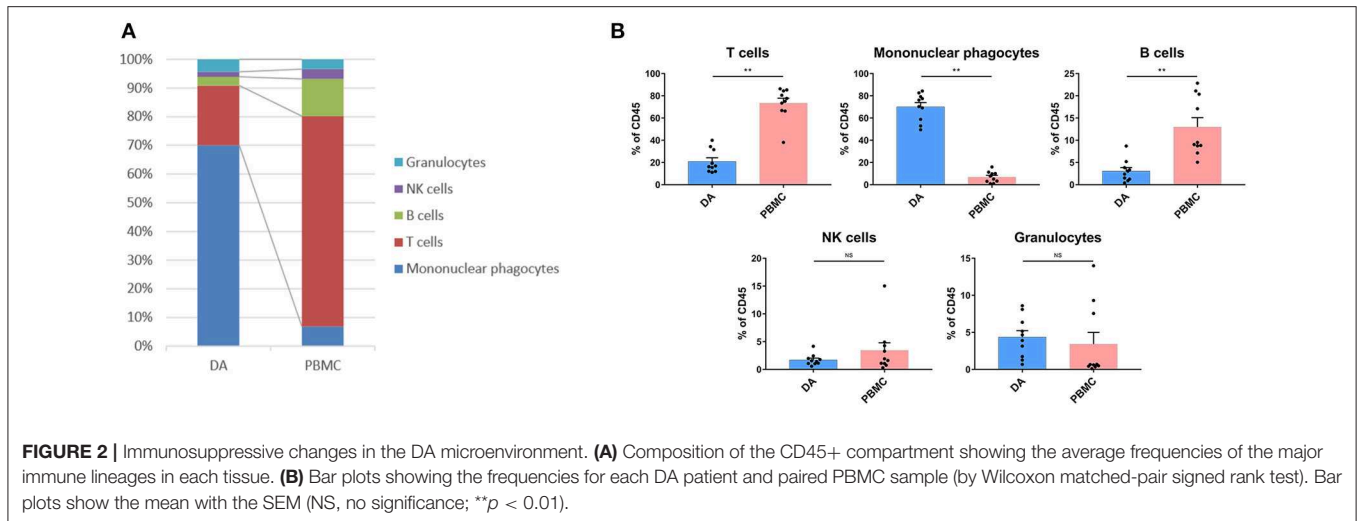 A
100%
90%
80%
70%
60%
50%
40%
30%
20%
10%
0%
DA PBMC
Granulocytes
NK cells
B cells
T cells
Mononuclear phagocytes
B
T cells
**
% of CD45
100
80
60
40
20
0
DA PBMC
Mononuclear phagocytes
**
% of CD45
100
80
60
40
20
0
DA PBMC
B cells
**
% of CD45
25
20
15
10
5
0
DA PBMC
NK cells
NS
% of CD45
20
15
10
5
0
DA PBMC
Granulocytes
NS
% of CD45
15
10
5
0
DA PBMC
FIGURE 2 | Immunosuppressive changes in the DA microenvironment. (A) Composition of the CD45+ compartment showing the average frequencies of the major
immune lineages in each tissue. (B) Bar plots showing the frequencies for each DA patient and paired PBMC sample (by Wilcoxon matched-pair signed rank test). Bar
plots show the mean with the SEM (NS, no significance; **p < 0.01).